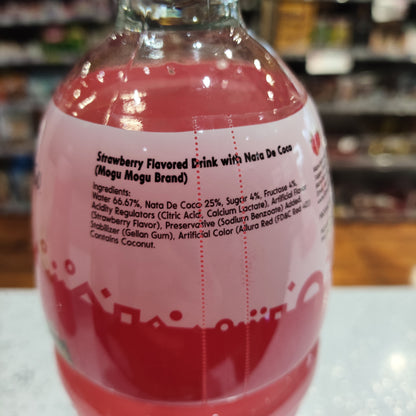 Strawberry Flavored Drink with Nata De Coco
(Mogu Mogu Brand)
Ingredients:
Water 66.67%, Nata De Coco 25%, Sugar 4%, Fructose 4%,
Acidity Regulators (Citric Acid, Calcium Lactate), Artificial Flavor
(Strawberry Flavor), Preservative (Sodium Benzoate) Added,
Stabilizer (Gellan Gum), Artificial Color (Allura Red (FD&C Red
Contains Coconut.